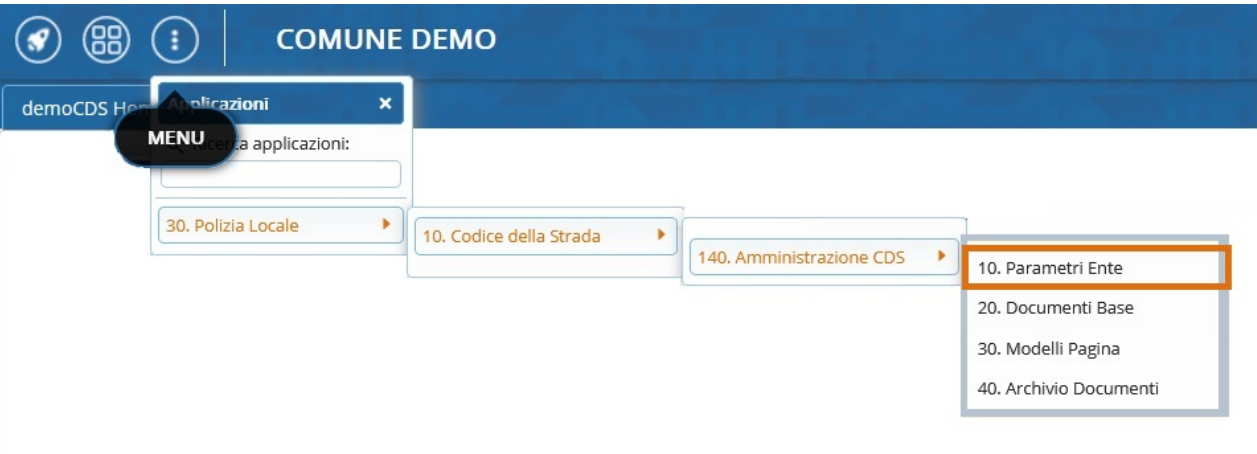 COMUNE DEMO
demoCDS
Applicazioni ×
MENU
applicazioni:
30. Polizia Locale
10. Codice della Strada
140. Amministrazione CDS
10. Parametri Ente
20. Documenti Base
30. Modelli Pagina
40. Archivio Documenti